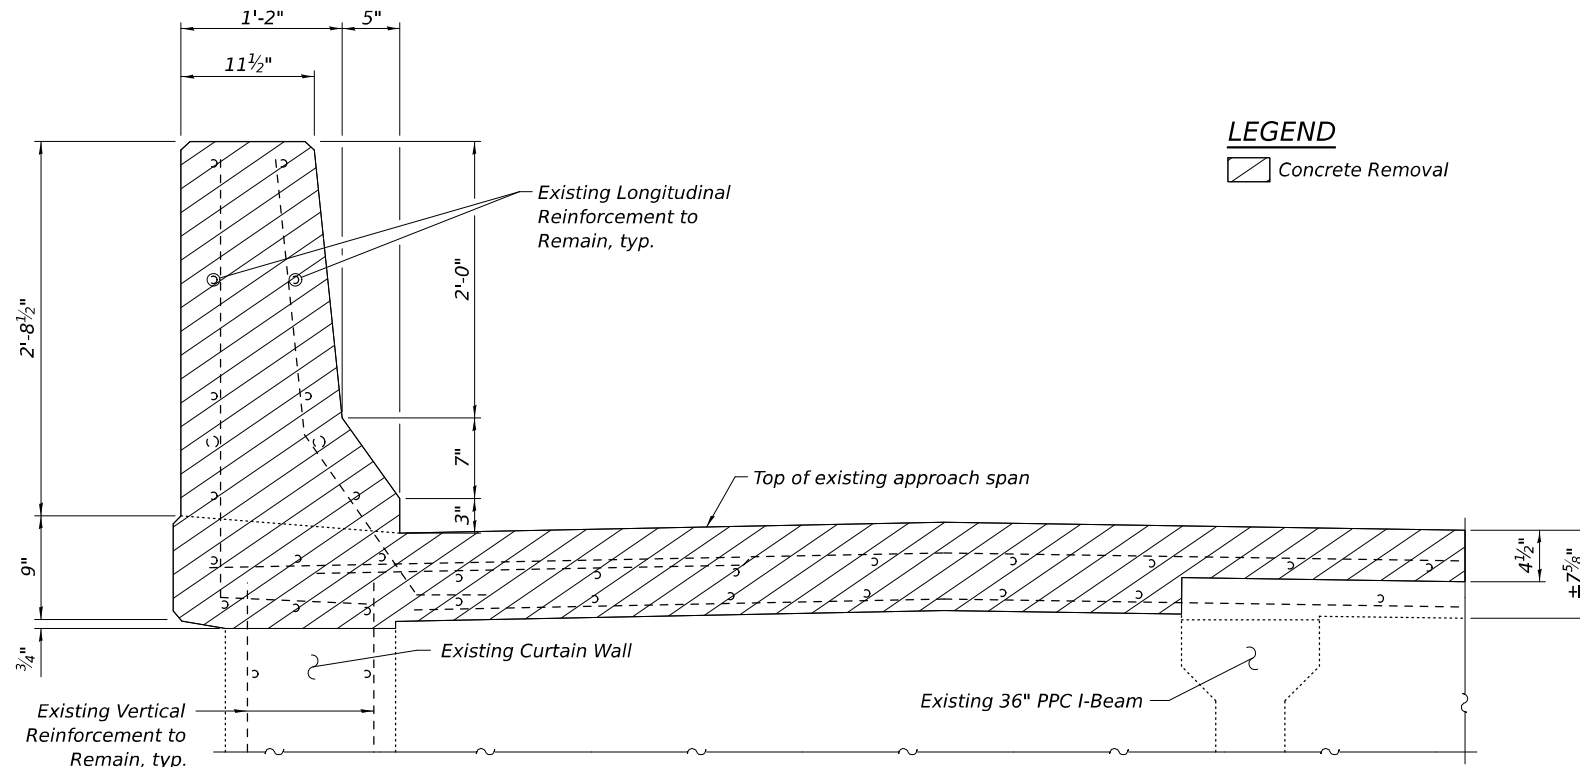 1'-2"
5"
11½"
LEGEND
Concrete Removal
Existing Longitudinal
Reinforcement to
Remain, typ.
2'-0"
2'-8½"
7"
Top of existing approach span
3"
9"
4½"
±7⅝"
¾"
Existing Curtain Wall
Existing 36" PPC I-Beam
Existing Vertical
Reinforcement to
Remain, typ.